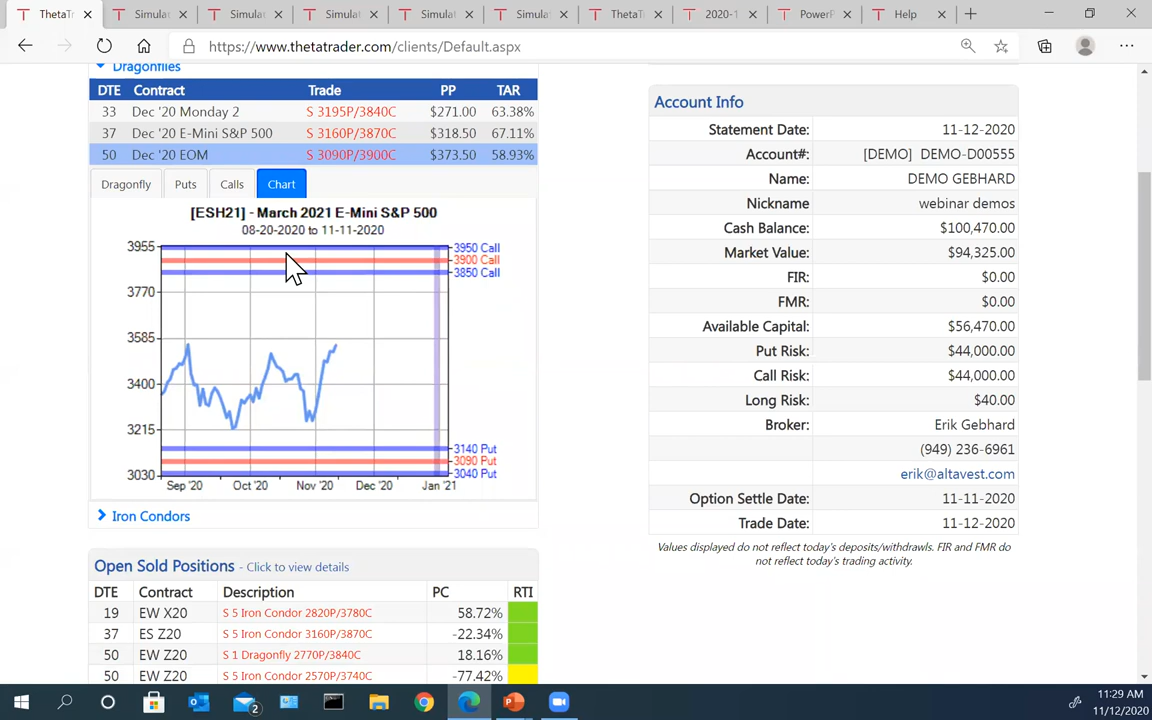 ThetaTr
Simulat
Simulat
Simulat
Simulat
Simulat
ThetaTr
2020-1
PowerP
Help
https://www.thetatrader.com/clients/Default.aspx
Dragonflies
DTE Contract Trade PP TAR
33 Dec '20 Monday 2 S 3195P/3840C $271.00 63.38%
37 Dec '20 E-Mini S&P 500 S 3160P/3870C $318.50 67.11%
50 Dec '20 EOM S 3090P/3900C $373.50 58.93%
Dragonfly Puts Calls Chart
[ESH21] - March 2021 E-Mini S&P 500
08-20-2020 to 11-11-2020
3955
3770
3585
3400
3215
3030
3950 Call
3900 Call
3850 Call
3140 Put
3090 Put
3040 Put
Sep '20 Oct '20 Nov '20 Dec '20 Jan '21
Iron Condors
Open Sold Positions - Click to view details
DTE Contract Description PC RTI
19 EW X20 S 5 Iron Condor 2820P/3780C 58.72%
37 ES Z20 S 5 Iron Condor 3160P/3870C -22.34%
50 EW Z20 S 1 Dragonfly 2770P/3840C 18.16%
50 EW Z20 S 5 Iron Condor 2570P/3740C -77.42%
Account Info
Statement Date: 11-12-2020
Account#: [DEMO] DEMO-D00555
Name: DEMO GEBHARD
Nickname webinar demos
Cash Balance: $100,470.00
Market Value: $94,325.00
FIR: $0.00
FMR: $0.00
Available Capital: $56,470.00
Put Risk: $44,000.00
Call Risk: $44,000.00
Long Risk: $40.00
Broker: Erik Gebhard
(949) 236-6961
erik@altavest.com
Option Settle Date: 11-11-2020
Trade Date: 11-12-2020
Values displayed do not reflect today's deposits/withdrawls. FIR and FMR do
not reflect today's trading activity.
2
11:29 AM
11/12/2020